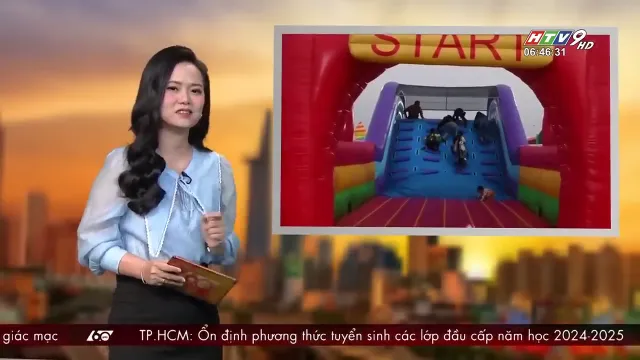 START
HTV9 HD
06:46:31
giác mạc
60
TP.HCM: Ổn định phương thức tuyển sinh các lớp đầu cấp năm học 2024-2025